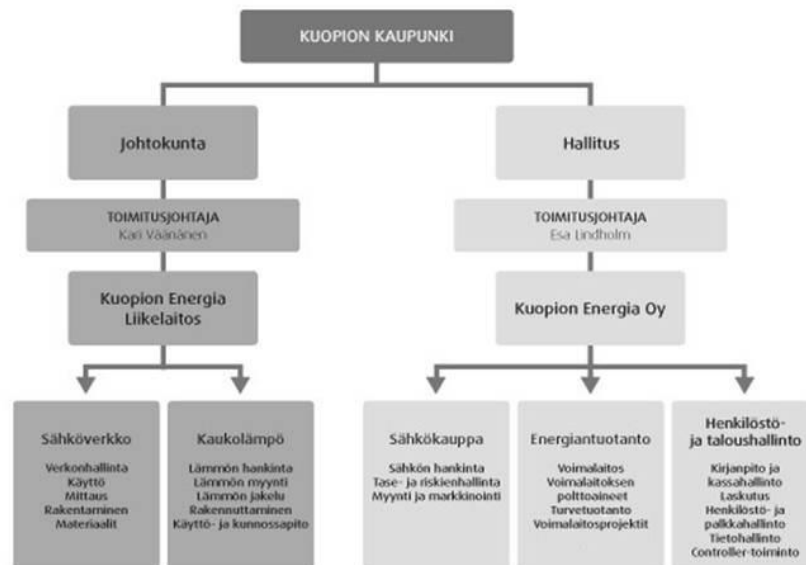 KUOPION KAUPUNKI
Johtokunta
TOIMITUSJOHTAJA
Kari Väänänen
Kuopion Energia
Liikelaitos
Sähköverkko
Verkonhallinta
Käyttö
Mittaus
Rakentaminen
Materiaalit
Kaukolämpö
Lämmön hankinta
Lämmön myynti
Lämmön jakelu
Rakennuttaminen
Käyttö- ja kunnossapito
Hallitus
TOIMITUSJOHTAJA
Esa Lindholm
Kuopion Energia Oy
Sähkökauppa
Sähkön hankinta
Tase- ja riskienhallinta
Myynti ja markkinointi
Energiantuotanto
Voimalaitos
Voimalaitoksen
polttoaineet
Turvetuotanto
Voimalaitosprojektit
Henkilöstö-
ja taloushallinto
Kirjanpito ja
kassahallinto
Laskutus
Henkilöstö- ja
palkkahallinto
Tietohallinto
Controller-toiminto